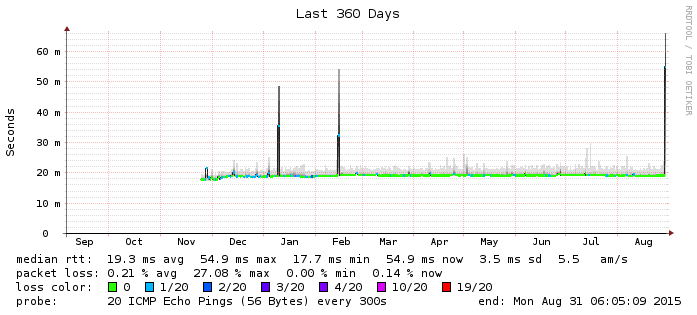 Last 360 Days
RRDTOOL / TOBI OETIKER
Seconds
60 m
50 m
40 m
30 m
20 m
10 m
0
Sep Oct Nov Dec Jan Feb Mar Apr May Jun Jul Aug
median rtt: 19.3 ms avg 54.9 ms max 17.7 ms min 54.9 ms now 3.5 ms sd 5.5 am/s
packet loss: 0.21 % avg 27.08 % max 0.00 % min 0.14 % now
loss color: 0 1/20 2/20 3/20 4/20 10/20 19/20
probe: 20 ICMP Echo Pings (56 Bytes) every 300s end: Mon Aug 31 06:05:09 2015